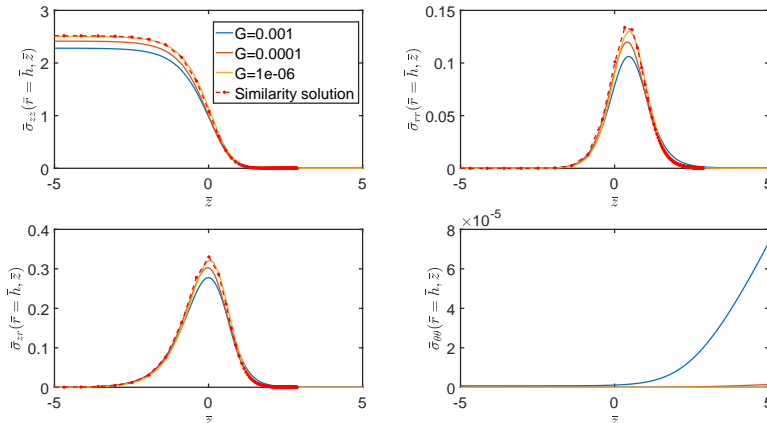 3
2
1
0
-5
0
5
z̄
σ̄zz(r̄ = h̄, z̄)
G=0.001
G=0.0001
G=1e-06
Similarity solution
0.15
0.1
0.05
0
-5
0
5
z̄
σ̄rr(r̄ = h̄, z̄)
0.4
0.3
0.2
0.1
0
-5
0
5
z̄
σ̄zr(r̄ = h̄, z̄)
×10⁻⁵
8
6
4
2
0
-5
0
5
z̄
σ̄θθ(r̄ = h̄, z̄)